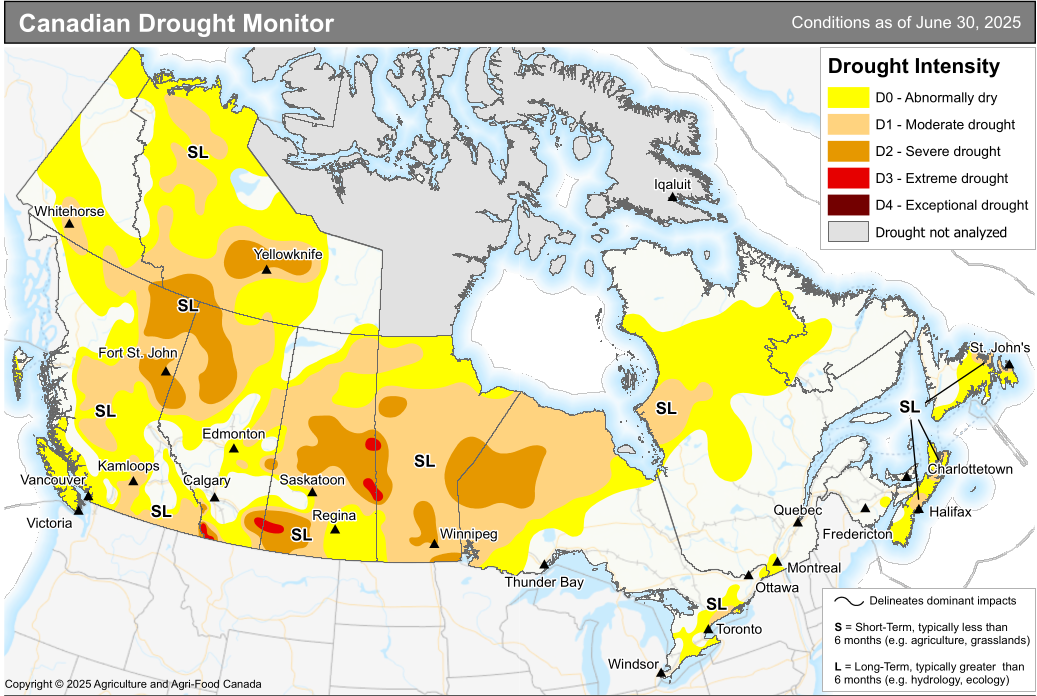 Canadian Drought Monitor
Conditions as of June 30, 2025
Drought Intensity
D0 - Abnormally dry
D1 - Moderate drought
D2 - Severe drought
D3 - Extreme drought
D4 - Exceptional drought
Drought not analyzed
SL
Iqaluit
Whitehorse
Yellowknife
SL
Fort St. John
St. John's
SL
SL
SL
Edmonton
SL
Kamloops
Charlottetown
Vancouver
Calgary
Saskatoon
SL
Regina
Quebec
Halifax
Victoria
SL
Winnipeg
Fredericton
Thunder Bay
Montreal
Ottawa
SL
Toronto
Windsor
Delineates dominant impacts
S = Short-Term, typically less than
6 months (e.g. agriculture, grasslands)
L = Long-Term, typically greater than
6 months (e.g. hydrology, ecology)
Copyright © 2025 Agriculture and Agri-Food Canada